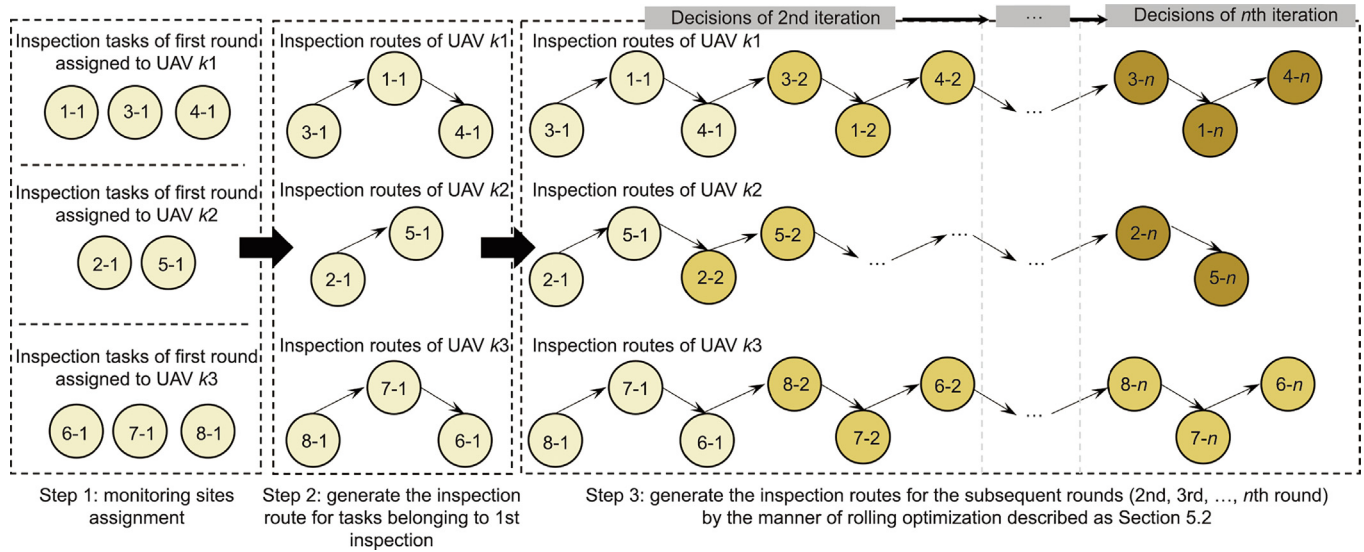 Decisions of 2nd iteration
...
Decisions of nth iteration
Inspection tasks of first round
assigned to UAV k1
1-1 3-1 4-1
Inspection tasks of first round
assigned to UAV k2
2-1 5-1
Inspection tasks of first round
assigned to UAV k3
6-1 7-1 8-1
Inspection routes of UAV k1
1-1
3-1 4-1
Inspection routes of UAV k2
5-1
2-1
Inspection routes of UAV k3
7-1
8-1 6-1
Inspection routes of UAV k1
1-1 3-2 4-2 3-n 4-n
3-1 4-1 1-2 ... 1-n
Inspection routes of UAV k2
5-1 5-2 ... 2-n
2-1 2-2 ... ... 5-n
Inspection routes of UAV k3
7-1 8-2 6-2 8-n 6-n
8-1 6-1 7-2 ... 7-n
Step 1: monitoring sites
assignment
Step 2: generate the inspection
route for tasks belonging to 1st
inspection
Step 3: generate the inspection routes for the subsequent rounds (2nd, 3rd, ..., nth round)
by the manner of rolling optimization described as Section 5.2